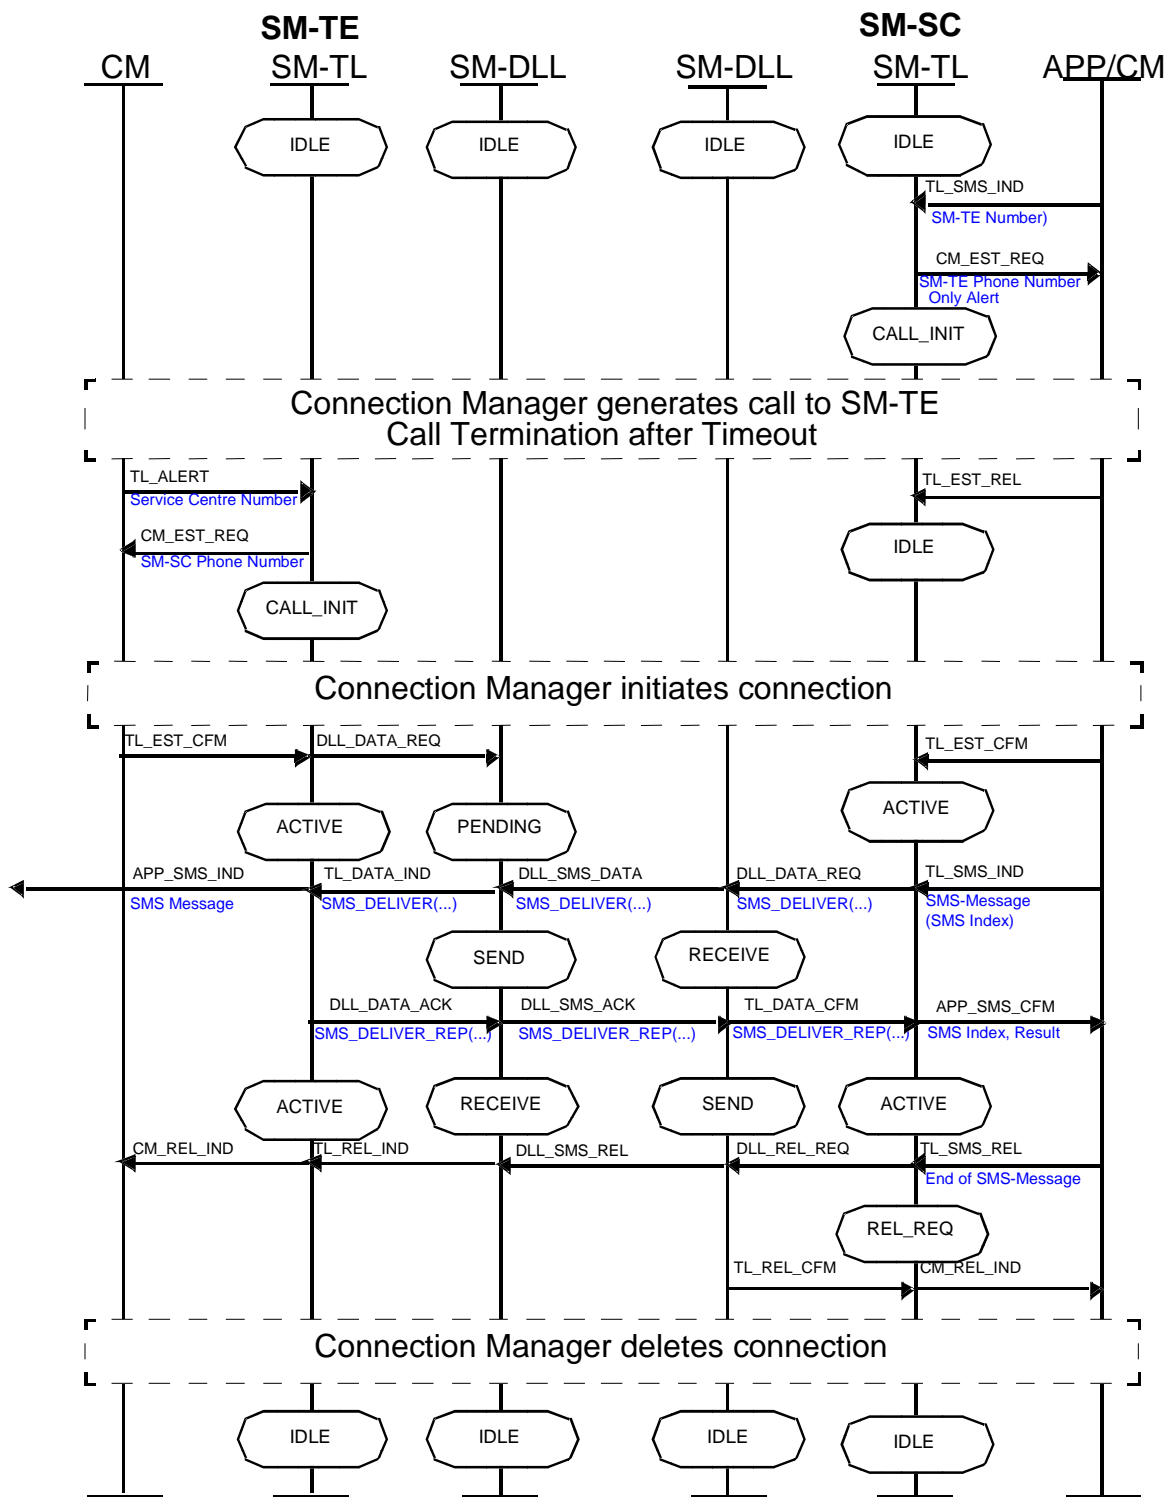 SM-TE
SM-SC
CM
SM-TL
SM-DLL
SM-DLL
SM-TL
APP/CM
IDLE
IDLE
IDLE
IDLE
TL_SMS_IND
SM-TE Number)
CM_EST_REQ
SM-TE Phone Number
Only Alert
CALL_INIT
Connection Manager generates call to SM-TE
Call Termination after Timeout
TL_ALERT
Service Centre Number
TL_EST_REL
CM_EST_REQ
SM-SC Phone Number
IDLE
CALL_INIT
Connection Manager initiates connection
TL_EST_CFM
DLL_DATA_REQ
TL_EST_CFM
ACTIVE
PENDING
ACTIVE
APP_SMS_IND
TL_DATA_IND
DLL_SMS_DATA
DLL_DATA_REQ
TL_SMS_IND
SMS Message
SMS_DELIVER(...)
SMS_DELIVER(...)
SMS_DELIVER(...)
SMS-Message
(SMS Index)
SEND
RECEIVE
DLL_DATA_ACK
DLL_SMS_ACK
TL_DATA_CFM
APP_SMS_CFM
SMS_DELIVER_REP(...)
SMS_DELIVER_REP(...)
SMS_DELIVER_REP(...)
SMS Index, Result
ACTIVE
RECEIVE
SEND
ACTIVE
CM_REL_IND
TL_REL_IND
DLL_SMS_REL
DLL_REL_REQ
TL_SMS_REL
End of SMS-Message
REL_REQ
TL_REL_CFM
CM_REL_IND
Connection Manager deletes connection
IDLE
IDLE
IDLE
IDLE